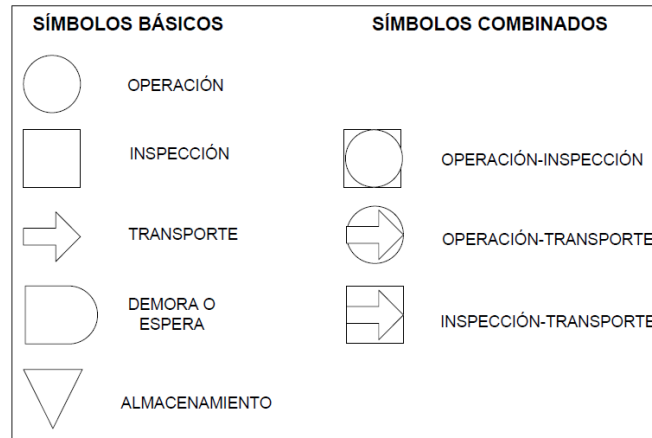 SÍMBOLOS BÁSICOS
SÍMBOLOS COMBINADOS
OPERACIÓN
INSPECCIÓN
OPERACIÓN-INSPECCIÓN
TRANSPORTE
OPERACIÓN-TRANSPORTE
DEMORA O
ESPERA
INSPECCIÓN-TRANSPORTE
ALMACENAMIENTO